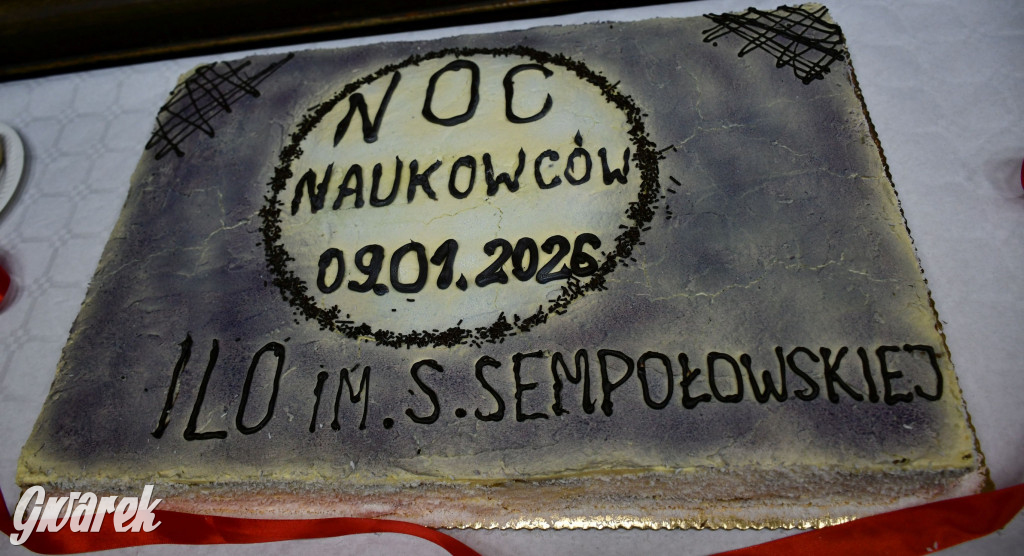 NOC
NAUKOWCÓW
09.01.2026
ILO IM. S. SEMPOŁOWSKIEJ
Gwarek